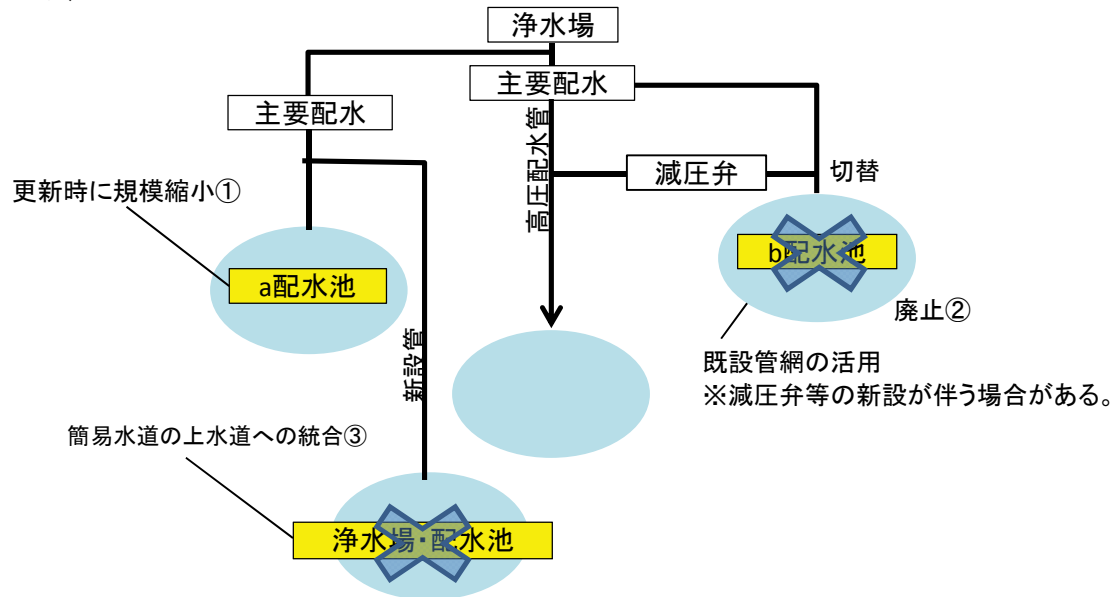 浄水場
主要配水
主要配水
高圧配水管
減圧弁
切替
更新時に規模縮小①
a配水池
b配水池
廃止②
新設管
既設管網の活用
※減圧弁等の新設が伴う場合がある。
簡易水道の上水道への統合③
浄水場・配水池